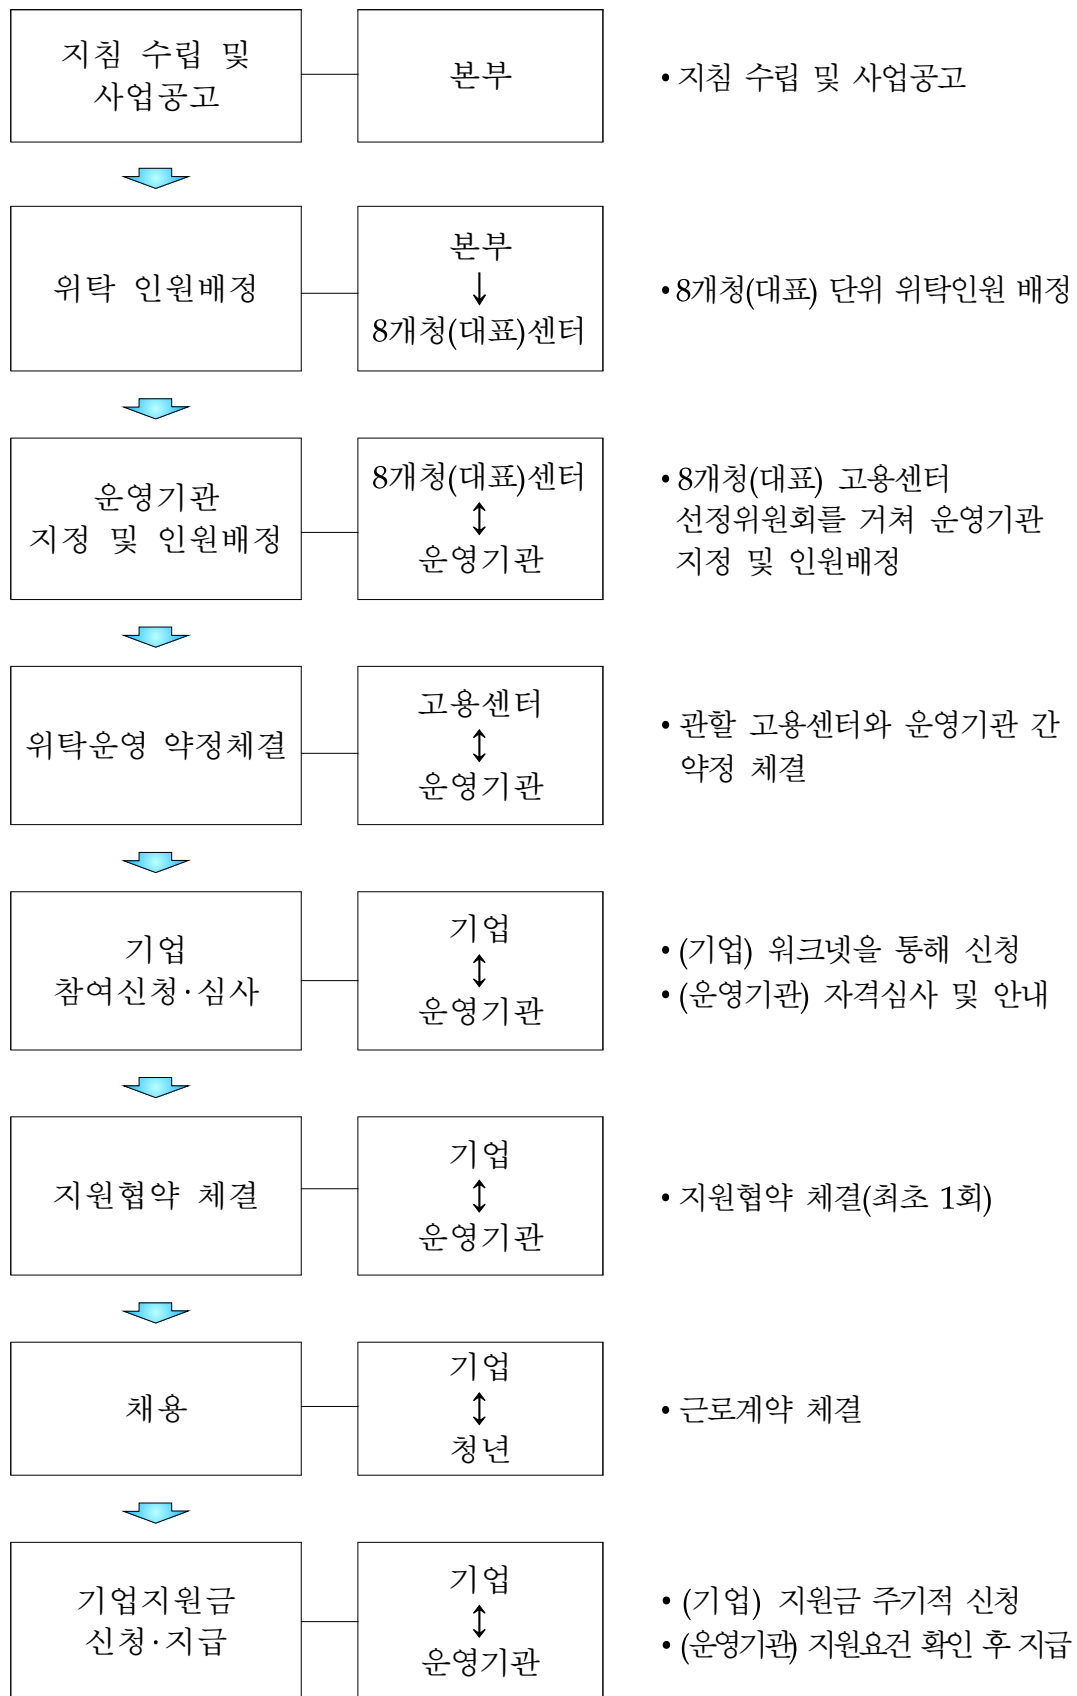 지침 수립 및
사업공고
본부
• 지침 수립 및 사업공고
위탁 인원배정
본부
↓
8개청(대표)센터
• 8개청(대표) 단위 위탁인원 배정
운영기관
지정 및 인원배정
8개청(대표)센터
↕
운영기관
• 8개청(대표) 고용센터
선정위원회를 거쳐 운영기관
지정 및 인원배정
위탁운영 약정체결
고용센터
↕
운영기관
• 관할 고용센터와 운영기관 간
약정 체결
기업
참여신청·심사
기업
↕
운영기관
• (기업) 워크넷을 통해 신청
• (운영기관) 자격심사 및 안내
지원협약 체결
기업
↕
운영기관
• 지원협약 체결(최초 1회)
채용
기업
↕
청년
• 근로계약 체결
기업지원금
신청·지급
기업
↕
운영기관
• (기업) 지원금 주기적 신청
• (운영기관) 지원요건 확인 후 지급